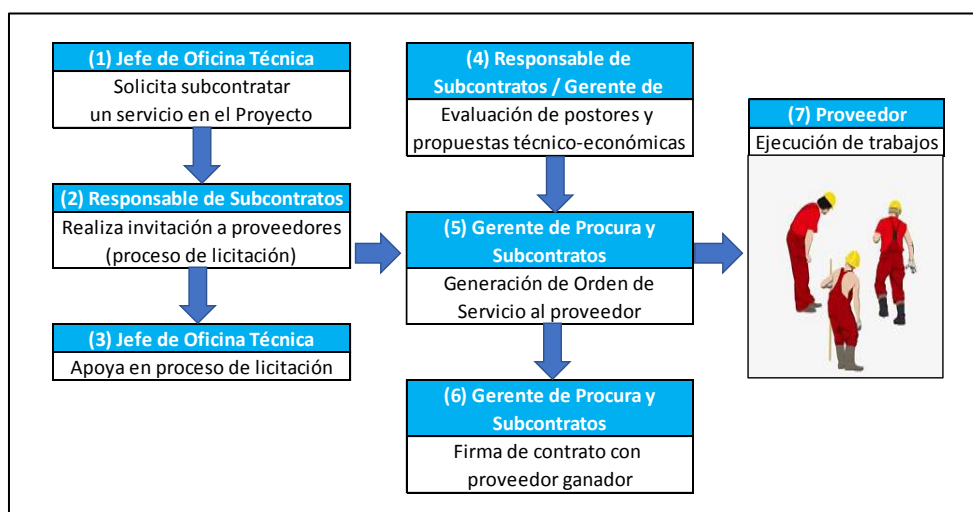 (1) Jefe de Oficina Técnica
Solicita subcontratar
un servicio en el Proyecto
(2) Responsable de Subcontratos
Realiza invitación a proveedores
(proceso de licitación)
(3) Jefe de Oficina Técnica
Apoya en proceso de licitación
(4) Responsable de
Subcontratos / Gerente de
Evaluación de postores y
propuestas técnico-económicas
(5) Gerente de Procura y
Subcontratos
Generación de Orden de
Servicio al proveedor
(6) Gerente de Procura y
Subcontratos
Firma de contrato con
proveedor ganador
(7) Proveedor
Ejecución de trabajos